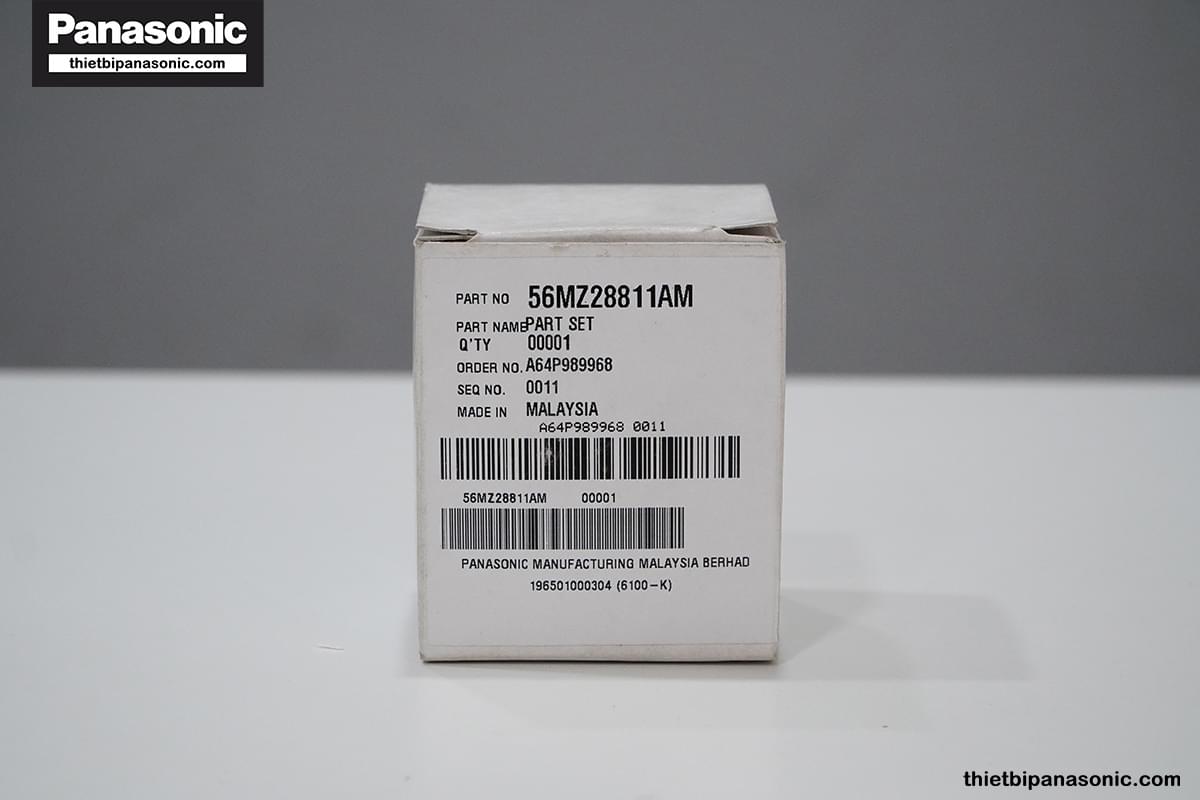 Panasonic
thietbipanasonic.com
PART NO 56MZ28811AM
PART NAME PART SET
Q'TY 00001
ORDER NO. A64P989968
SEQ NO. 0011
MADE IN MALAYSIA
A64P989968 0011
56MZ28811AM 00001
PANASONIC MANUFACTURING MALAYSIA BERHAD
196501000304 (6100-K)
thietbipanasonic.com